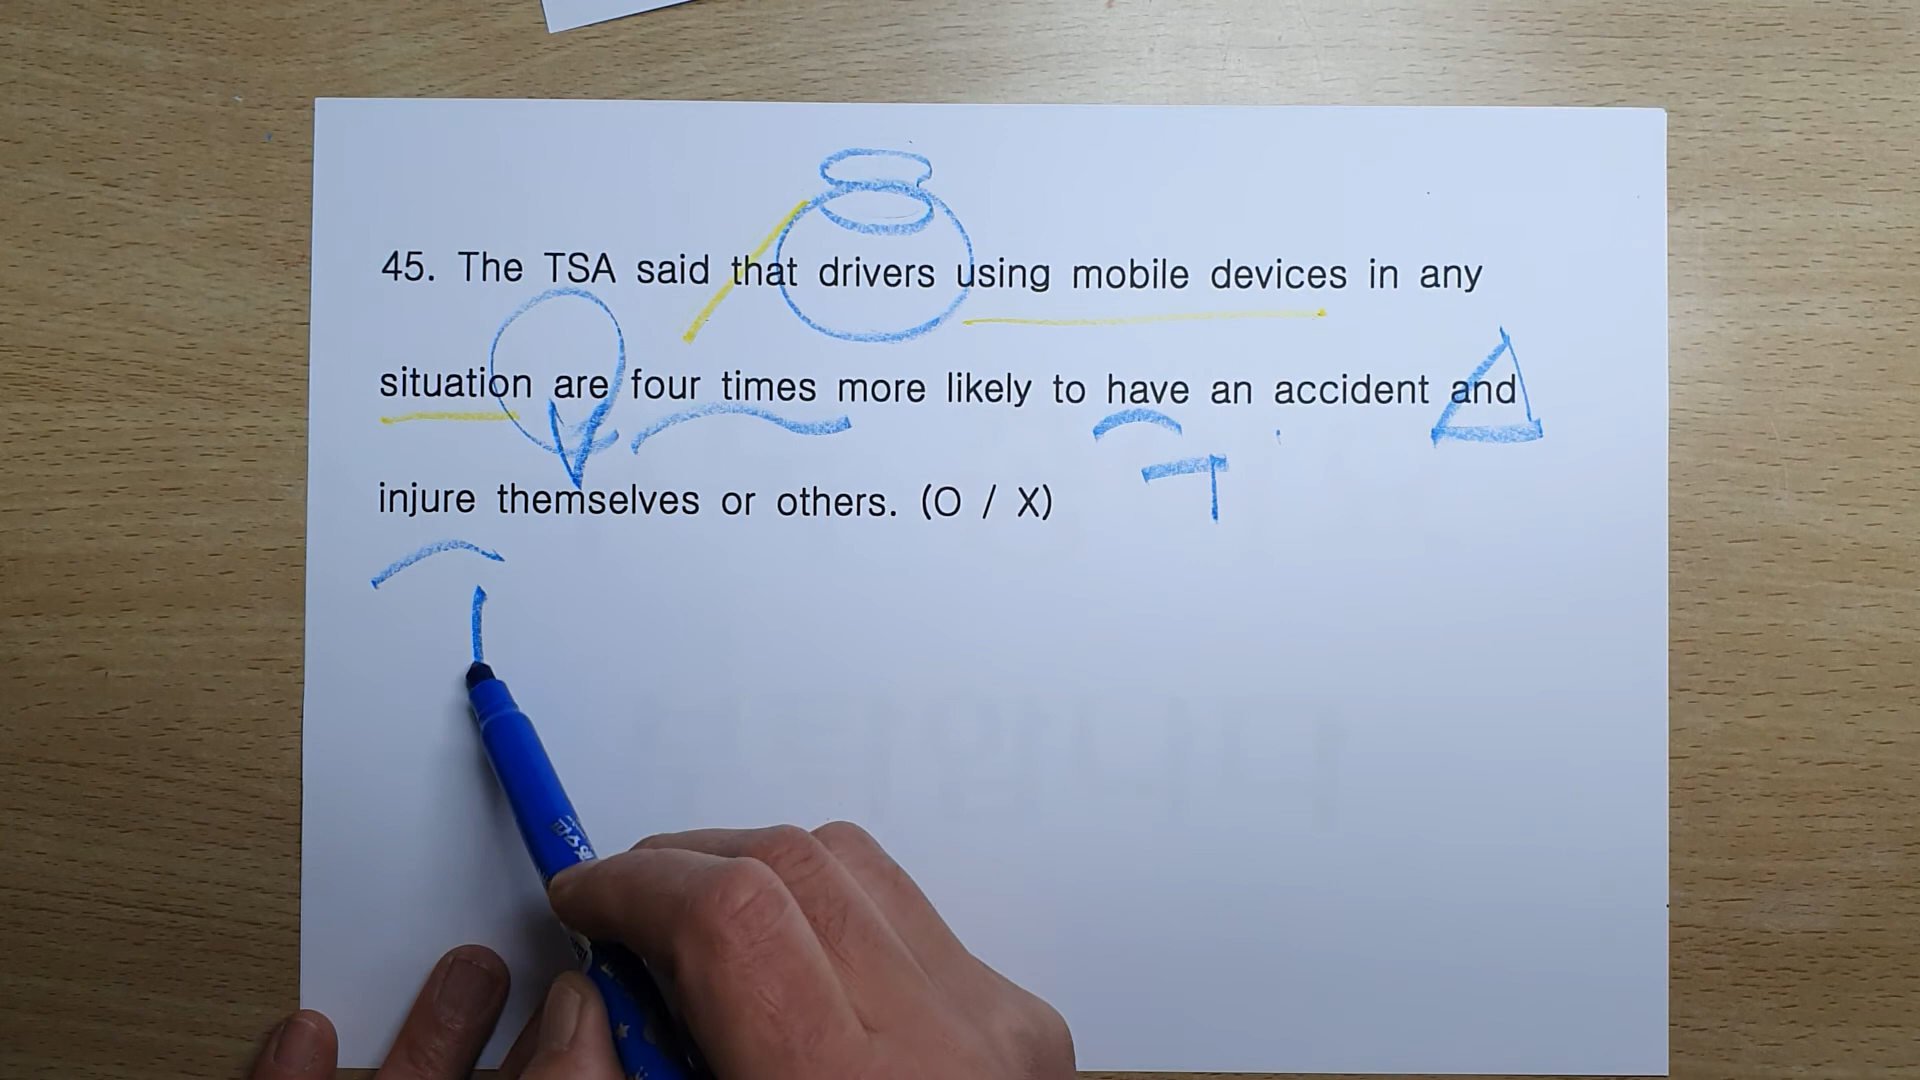 45. The TSA said that drivers using mobile devices in any
situation are four times more likely to have an accident and
injure themselves or others. (O / X)